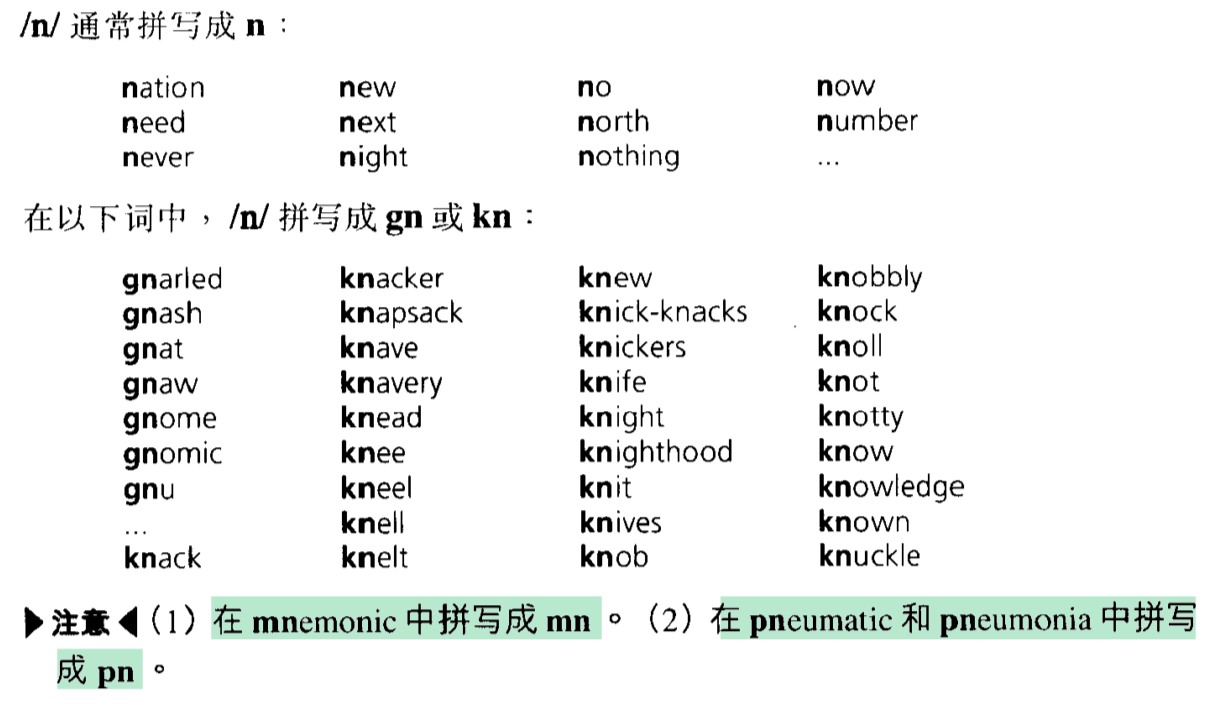 /n/ 通常拼写成 n：
nation new no now
need next north number
never night nothing ...
在以下词中，/n/ 拼写成 gn 或 kn：
gnarled knacker knew knobbly
gnash knapsack knick-knacks knock
gnat knave knickers knoll
gnaw knavery knife knot
gnome knead knight knotty
gnomic knee knighthood know
gnu kneel knit knowledge
... knell knives known
knack knelt knob knuckle
▶注意◀（1）在 mnemonic 中拼写成 mn 。（2）在 pneumatic 和 pneumonia 中拼写
成 pn 。